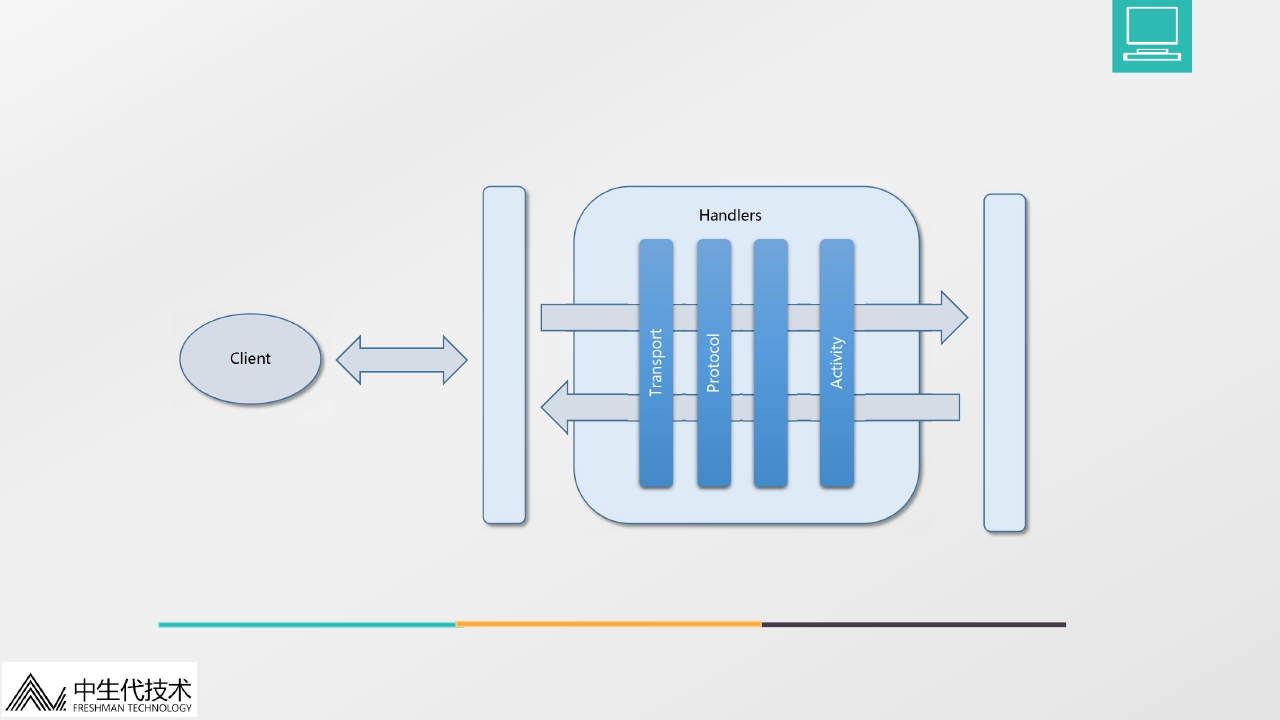 Handlers
Client
Transport
Protocol
Activity
中生代技术
FRESHMAN TECHNOLOGY